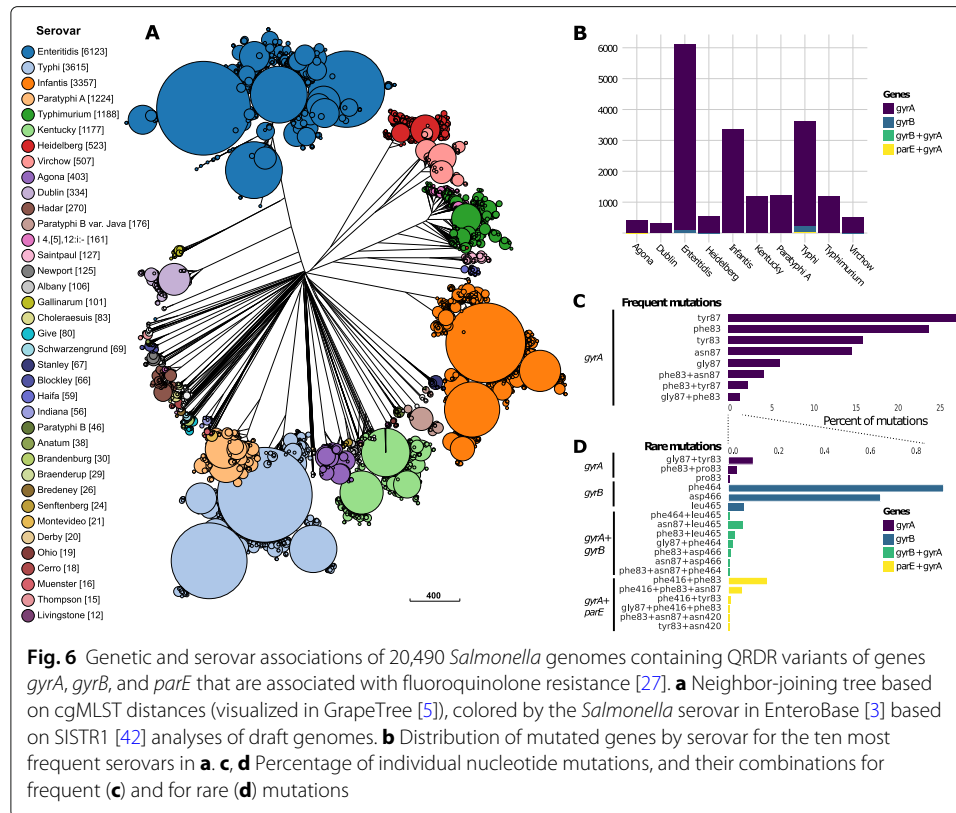 Serovar
Enteritidis [6123]
Typhi [3615]
Infantis [3357]
Paratyphi A [1224]
Typhimurium [1188]
Kentucky [1177]
Heidelberg [523]
Virchow [507]
Agona [403]
Dublin [334]
Hadar [270]
Paratyphi B var. Java [176]
I 4,[5],12:i:- [161]
Saintpaul [127]
Newport [125]
Albany [106]
Gallinarum [101]
Choleraesuis [83]
Give [80]
Schwarzengrund [69]
Stanley [67]
Blockley [66]
Haifa [59]
Indiana [56]
Paratyphi B [46]
Anatum [38]
Brandenburg [30]
Braenderup [29]
Bredeney [26]
Senftenberg [24]
Montevideo [21]
Derby [20]
Ohio [19]
Cerro [18]
Muenster [16]
Thompson [15]
Livingstone [12]
A
400
B
6000
5000
4000
3000
2000
1000
Agona
Dublin
Enteritidis
Heidelberg
Infantis
Kentucky
Paratyphi A
Typhi
Typhimurium
Virchow
Genes
gyrA
gyrB
gyrB+gyrA
parE+gyrA
C
Frequent mutations
gyrA
tyr87
phe83
tyr83
asn87
gly87
phe83+asn87
phe83+tyr87
gly87+phe83
0 5 10 15 20 25
Percent of mutations
D
Rare mutations
0.0 0.2 0.4 0.6 0.8
gyrA
gly87+tyr83
phe83+pro83
pro83
gyrB
phe464
asp466
leu465
gyrA+
gyrB
phe464+leu465
asn87+leu465
phe83+leu465
gly87+phe464
phe83+asp466
asn87+asp466
phe83+asn87+phe464
gyrA+
parE
phe416+phe83
phe416+phe83+asn87
phe416+tyr83
gly87+phe416+phe83
phe83+asn87+asn420
tyr83+asn420
Genes
gyrA
gyrB
gyrB+gyrA
parE+gyrA
Fig. 6 Genetic and serovar associations of 20,490 Salmonella genomes containing QRDR variants of genes
gyrA, gyrB, and parE that are associated with fluoroquinolone resistance [27]. a Neighbor-joining tree based
on cgMLST distances (visualized in GrapeTree [5]), colored by the Salmonella serovar in EnteroBase [3] based
on SISTR1 [42] analyses of draft genomes. b Distribution of mutated genes by serovar for the ten most
frequent serovars in a. c, d Percentage of individual nucleotide mutations, and their combinations for
frequent (c) and for rare (d) mutations